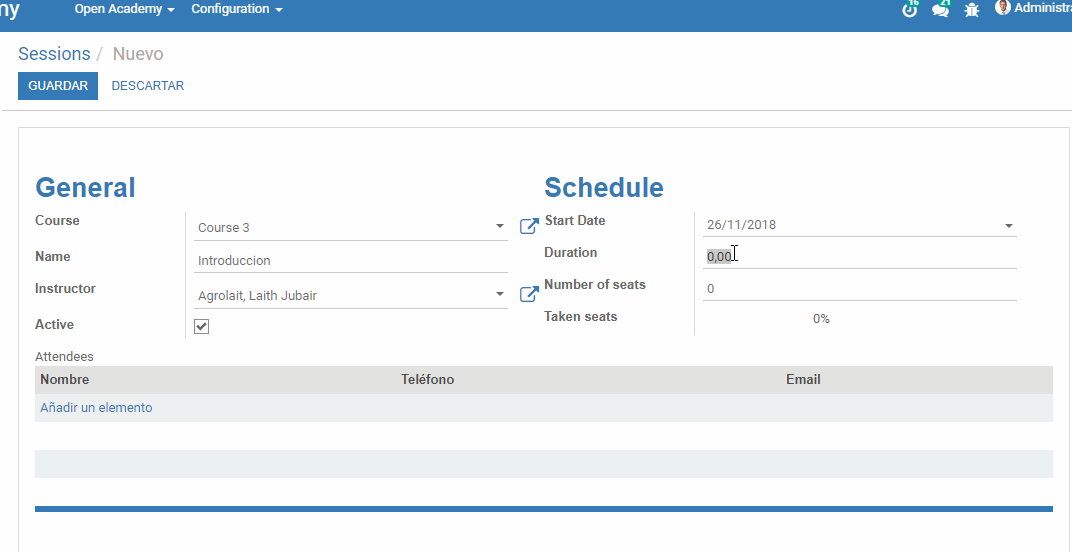 ny Open Academy Configuration 16 21 Administra
Sessions / Nuevo
GUARDAR DESCARTAR
General
Course Course 3
Name Introduccion
Instructor Agrolait, Laith Jubair
Active
Schedule
Start Date 26/11/2018
Duration 0,00
Number of seats 0
Taken seats 0%
Attendees
Nombre Teléfono Email
Añadir un elemento